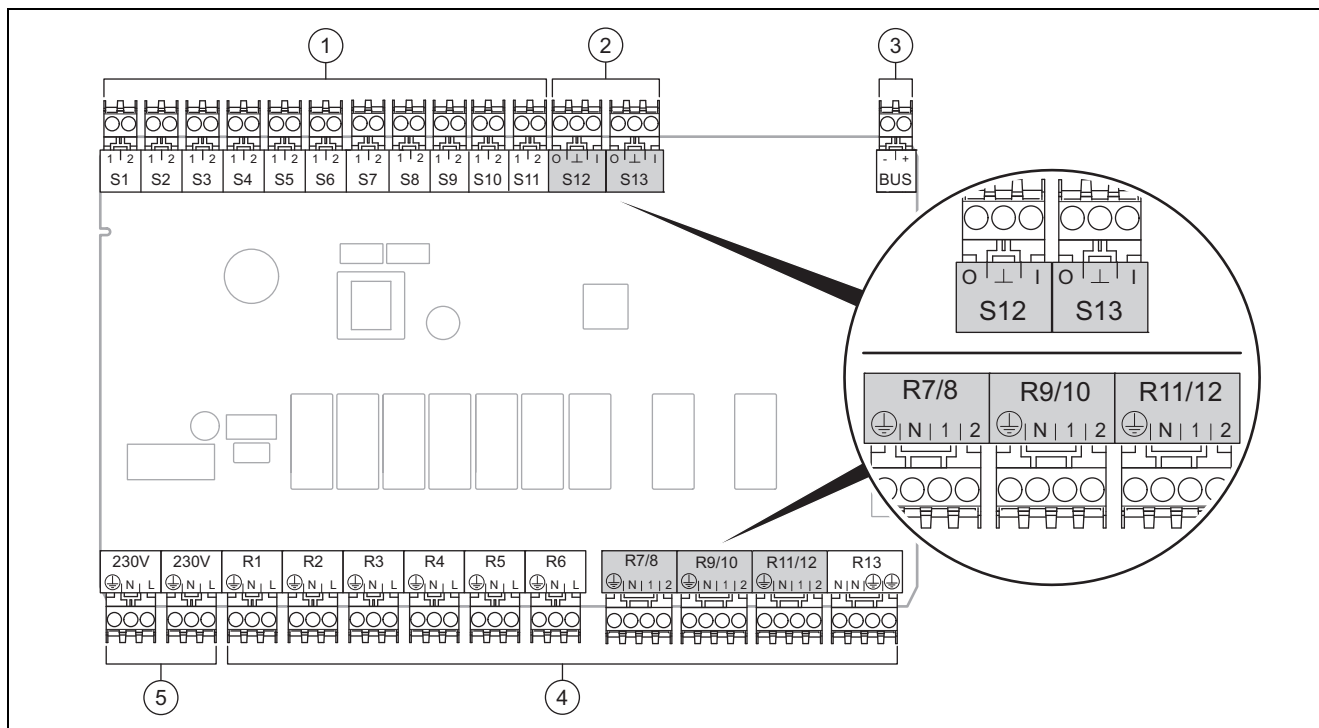 1 2 3
1 2 1 2 1 2 1 2 1 2 1 2 1 2 1 2 1 2 1 2 1 2 O ⊥ I O ⊥ I - +
S1 S2 S3 S4 S5 S6 S7 S8 S9 S10 S11 S12 S13 BUS
O ⊥ I O ⊥ I
S12 S13
R7/8 R9/10 R11/12
⏚ | N | 1 | 2 ⏚ | N | 1 | 2 ⏚ | N | 1 | 2
230V 230V R1 R2 R3 R4 R5 R6 R7/8 R9/10 R11/12 R13
⏚ N L ⏚ N L ⏚ N L ⏚ N L ⏚ N L ⏚ N L ⏚ N L ⏚ N L ⏚|N|1|2 ⏚|N|1|2 ⏚|N|1|2 N|N|⏚|⏚
5 4